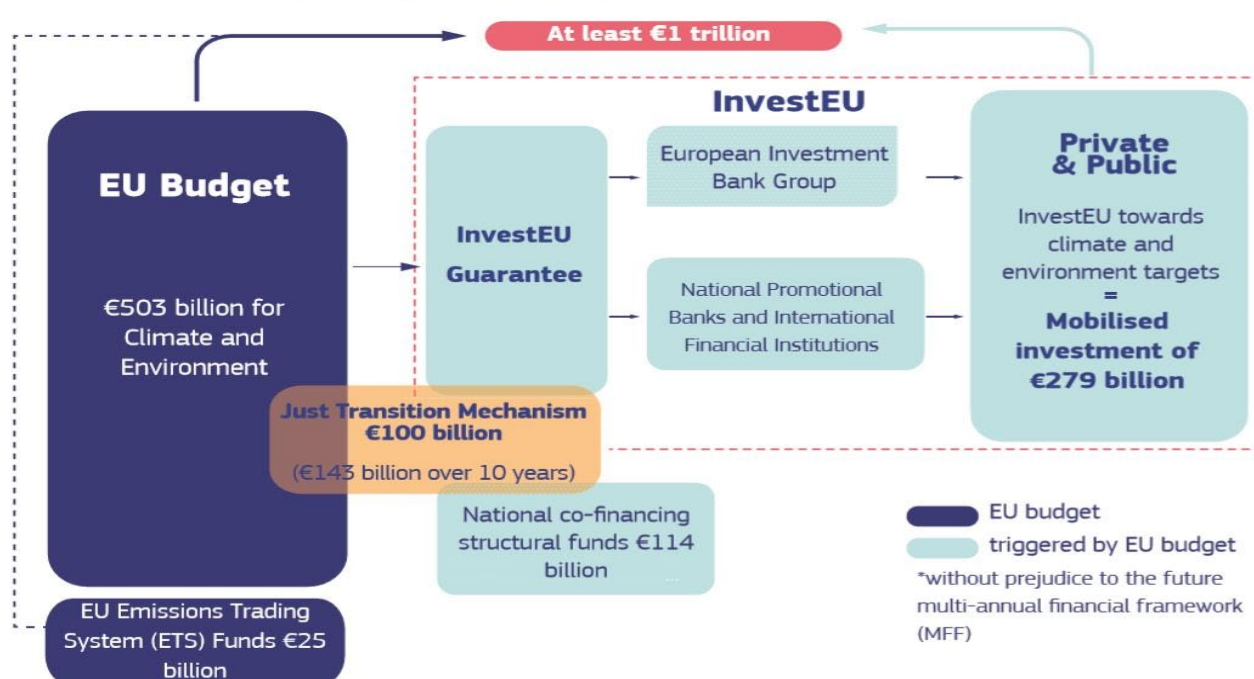 At least €1 trillion
EU Budget
€503 billion for
Climate and
Environment
InvestEU
InvestEU
Guarantee
European Investment
Bank Group
National Promotional
Banks and International
Financial Institutions
Private
& Public
InvestEU towards
climate and
environment targets
=
Mobilised
investment of
€279 billion
Just Transition Mechanism
€100 billion
(€143 billion over 10 years)
National co-financing
structural funds €114
billion
EU Emissions Trading
System (ETS) Funds €25
billion
EU budget
triggered by EU budget
*without prejudice to the future
multi-annual financial framework
(MFF)